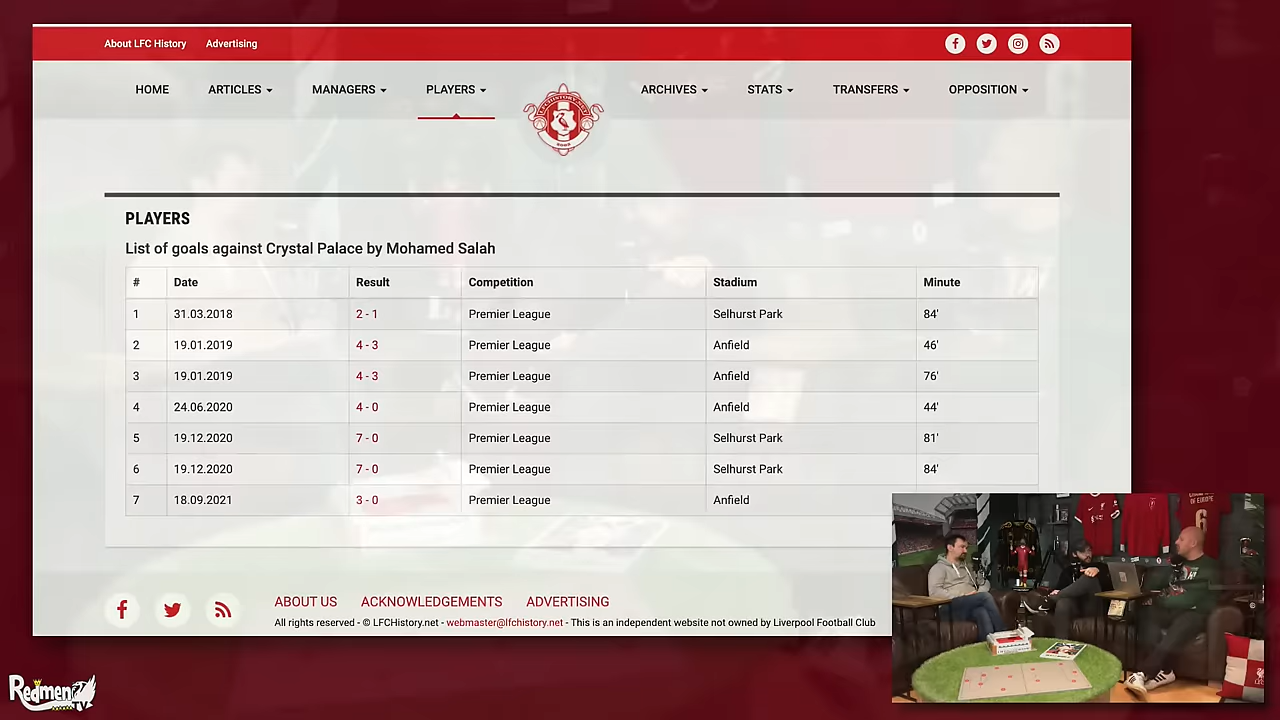 About LFC History Advertising
HOME ARTICLES MANAGERS PLAYERS ARCHIVES STATS TRANSFERS OPPOSITION
PLAYERS
List of goals against Crystal Palace by Mohamed Salah
# Date Result Competition Stadium Minute
1 31.03.2018 2 - 1 Premier League Selhurst Park 84'
2 19.01.2019 4 - 3 Premier League Anfield 46'
3 19.01.2019 4 - 3 Premier League Anfield 76'
4 24.06.2020 4 - 0 Premier League Anfield 44'
5 19.12.2020 7 - 0 Premier League Selhurst Park 81'
6 19.12.2020 7 - 0 Premier League Selhurst Park 84'
7 18.09.2021 3 - 0 Premier League Anfield
ABOUT US ACKNOWLEDGEMENTS ADVERTISING
All rights reserved - © LFCHistory.net - webmaster@lfchistory.net - This is an independent website not owned by Liverpool Football Club
OF EUROPE
6
Redmen TV